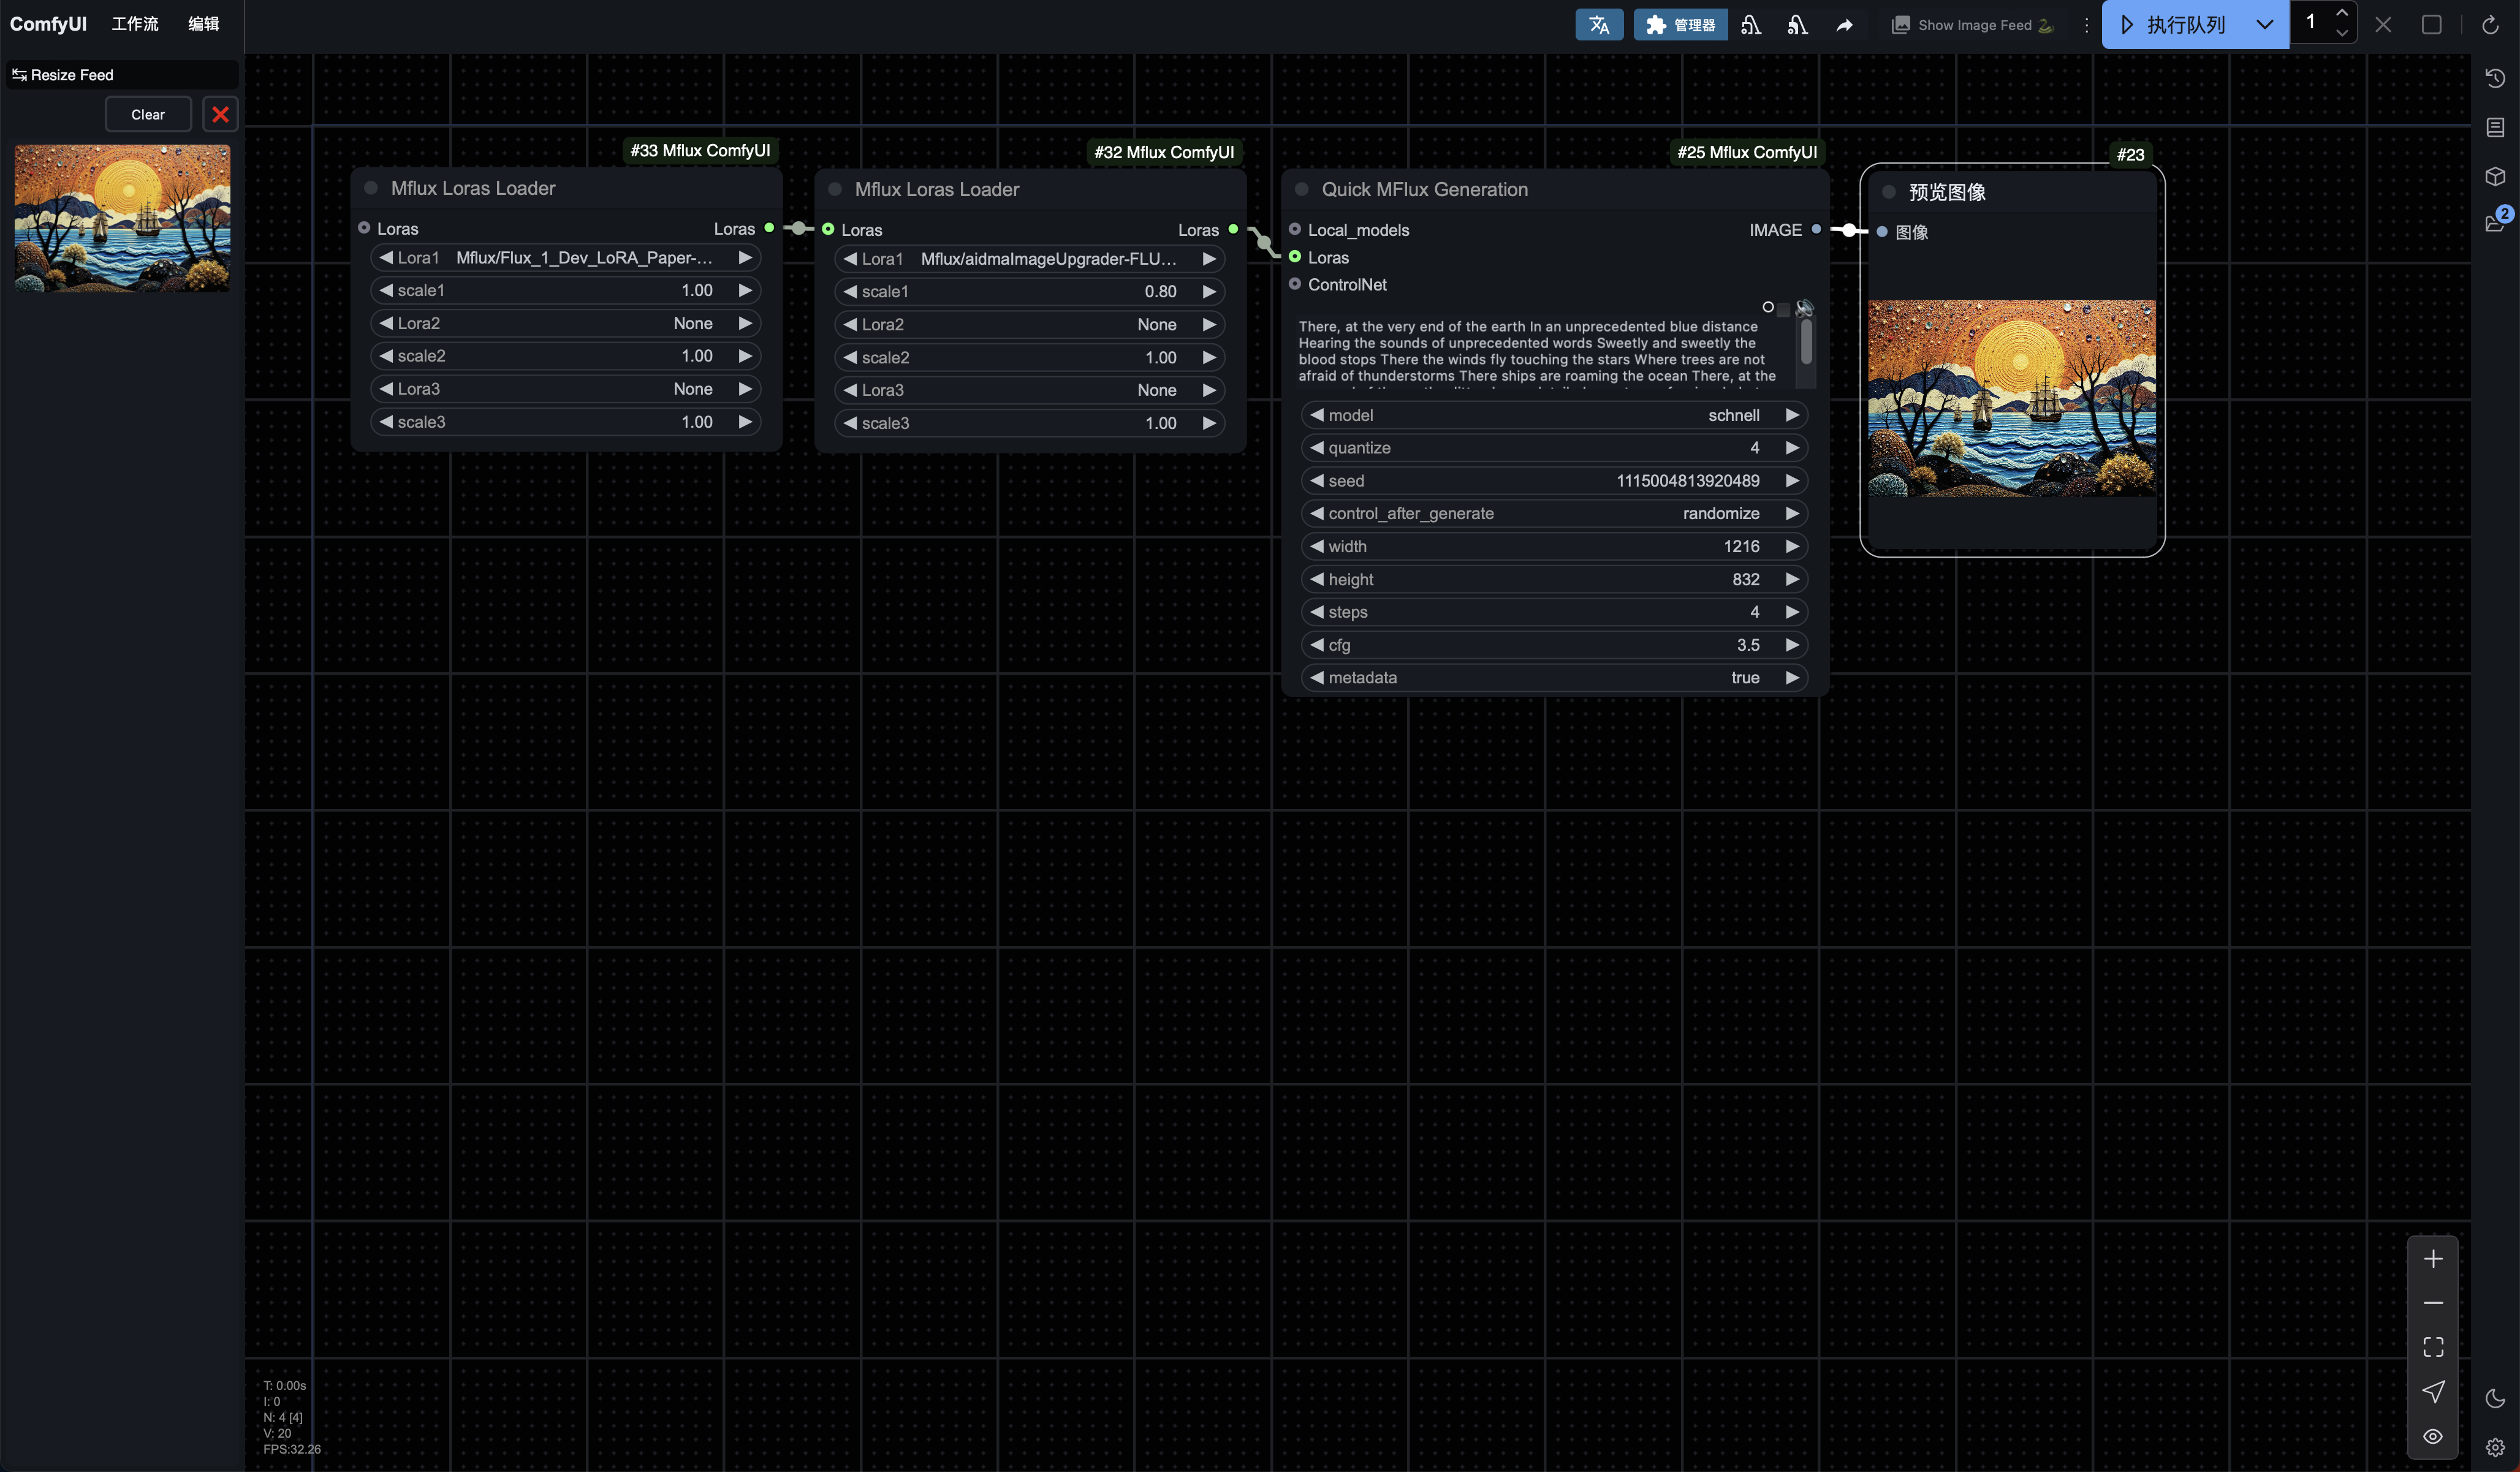 ComfyUI 工作流 编辑
管理器
Show Image Feed
执行队列
1
Resize Feed
Clear
2
#33 Mflux ComfyUI
Mflux Loras Loader
Loras Loras
Lora1 Mflux/Flux_1_Dev_LoRA_Paper-...
scale1 1.00
Lora2 None
scale2 1.00
Lora3 None
scale3 1.00
#32 Mflux ComfyUI
Mflux Loras Loader
Loras Loras
Lora1 Mflux/aidmaImageUpgrader-FLU...
scale1 0.80
Lora2 None
scale2 1.00
Lora3 None
scale3 1.00
#25 Mflux ComfyUI
Quick MFlux Generation
Local_models IMAGE
Loras
ControlNet
There, at the very end of the earth In an unprecedented blue distance
Hearing the sounds of unprecedented words Sweetly and sweetly the
blood stops There the winds fly touching the stars Where trees are not
afraid of thunderstorms There ships are roaming the ocean There, at the
model schnell
quantize 4
seed 1115004813920489
control_after_generate randomize
width 1216
height 832
steps 4
cfg 3.5
metadata true
#23
预览图像
图像
T: 0.00s
I: 0
N: 4 [4]
V: 20
FPS:32.26